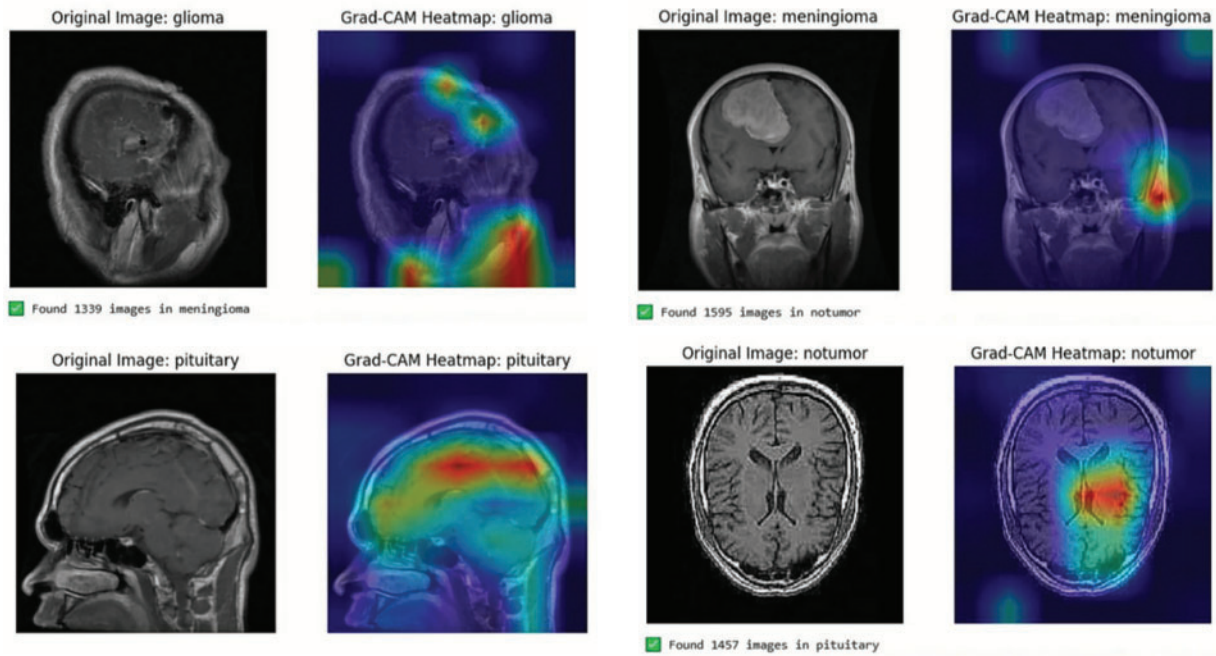 Original Image: glioma
Grad-CAM Heatmap: glioma
Original Image: meningioma
Grad-CAM Heatmap: meningioma
✅ Found 1339 images in meningioma
✅ Found 1595 images in notumor
Original Image: pituitary
Grad-CAM Heatmap: pituitary
Original Image: notumor
Grad-CAM Heatmap: notumor
✅ Found 1457 images in pituitary